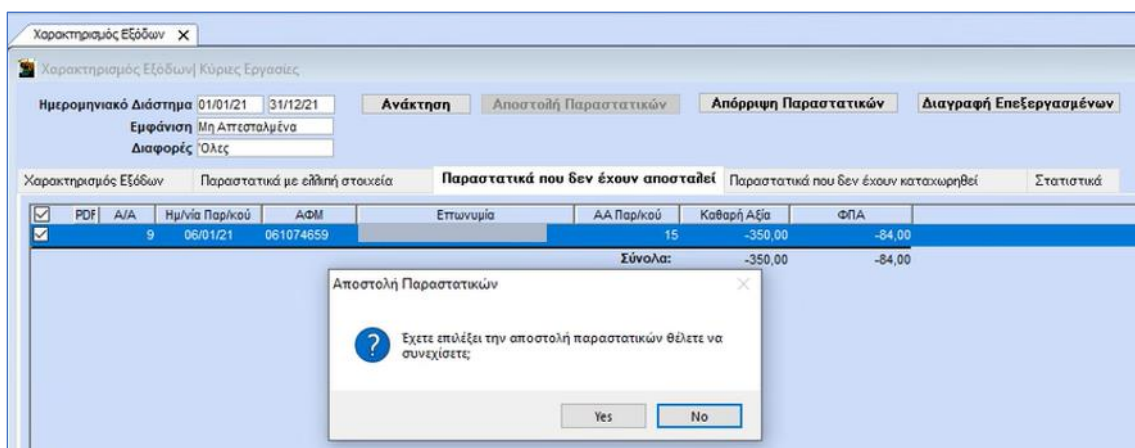 Χαρακτηρισμός Εξόδων X
Χαρακτηρισμός Εξόδων| Κύριες Εργασίες
Ημερομηνιακό Διάστημα 01/01/21 31/12/21 Ανάκτηση Αποστολή Παραστατικών Απόρριψη Παραστατικών Διαγραφή Επεξεργασμένων
Εμφάνιση Μη Απεσταλμένα
Διαφορές Όλες
Χαρακτηρισμός Εξόδων Παραστατικά με ελλιπή στοιχεία Παραστατικά που δεν έχουν αποσταλεί Παραστατικά που δεν έχουν καταχωρηθεί Στατιστικά
PDF Α/Α Ημ/νία Παρ/κού ΑΦΜ Επωνυμία ΑΑ Παρ/κού Καθαρή Αξία ΦΠΑ
9 06/01/21 061074659 15 -350,00 -84,00
Σύνολα: -350,00 -84,00
Αποστολή Παραστατικών
Έχετε επιλέξει την αποστολή παραστατικών θέλετε να
συνεχίσετε;
Yes No